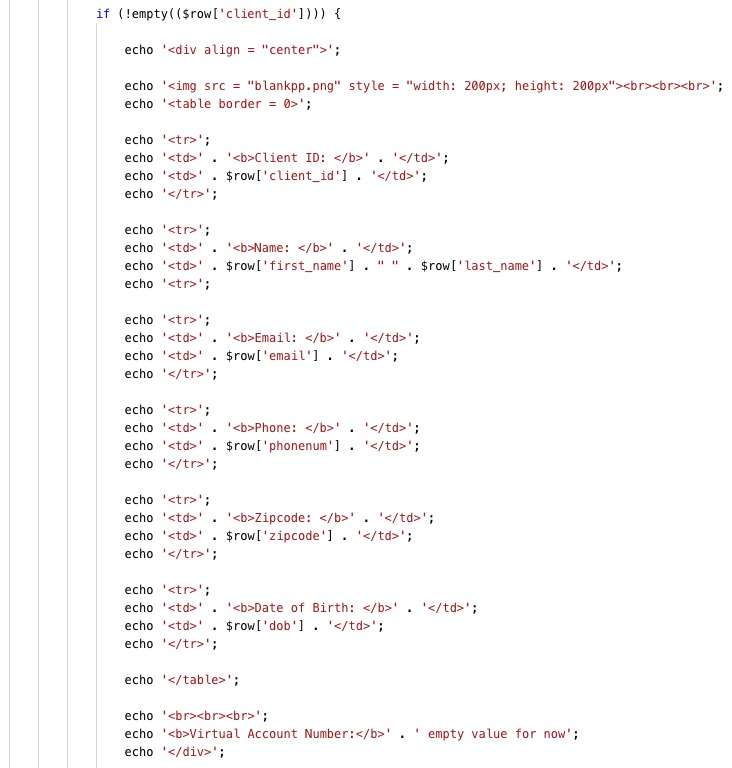 if (!empty(($row['client_id']))) {
echo '<div align = "center">';
echo '<img src = "blankpp.png" style = "width: 200px; height: 200px"><br><br><br>';
echo '<table border = 0>';
echo '<tr>';
echo '<td>' . '<b>Client ID: </b>' . '</td>';
echo '<td>' . $row['client_id'] . '</td>';
echo '</tr>';
echo '<tr>';
echo '<td>' . '<b>Name: </b>' . '</td>';
echo '<td>' . $row['first_name'] . " " . $row['last_name'] . '</td>';
echo '<tr>';
echo '<tr>';
echo '<td>' . '<b>Email: </b>' . '</td>';
echo '<td>' . $row['email'] . '</td>';
echo '</tr>';
echo '<tr>';
echo '<td>' . '<b>Phone: </b>' . '</td>';
echo '<td>' . $row['phonenum'] . '</td>';
echo '</tr>';
echo '<tr>';
echo '<td>' . '<b>Zipcode: </b>' . '</td>';
echo '<td>' . $row['zipcode'] . '</td>';
echo '</tr>';
echo '<tr>';
echo '<td>' . '<b>Date of Birth: </b>' . '</td>';
echo '<td>' . $row['dob'] . '</td>';
echo '</tr>';
echo '</table>';
echo '<br><br><br>';
echo '<b>Virtual Account Number:</b>' . ' empty value for now';
echo '</div>';